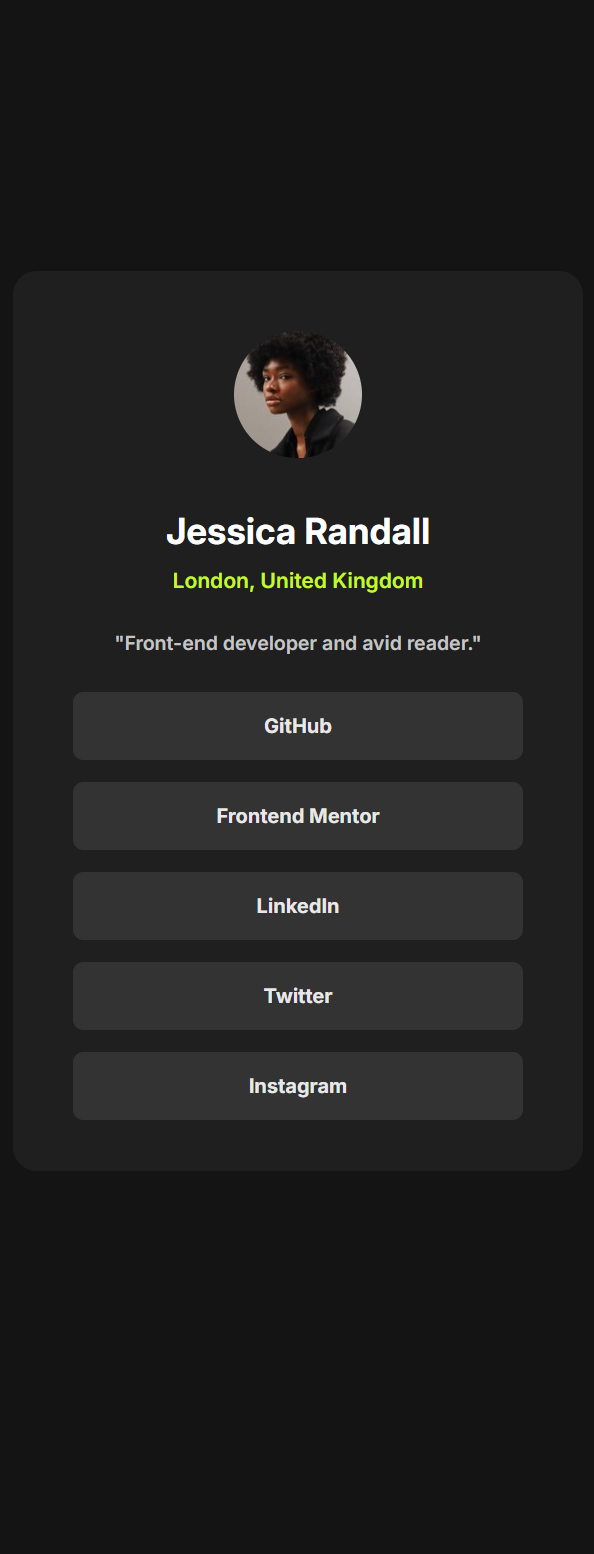 Jessica Randall
London, United Kingdom
"Front-end developer and avid reader."
GitHub
Frontend Mentor
LinkedIn
Twitter
Instagram